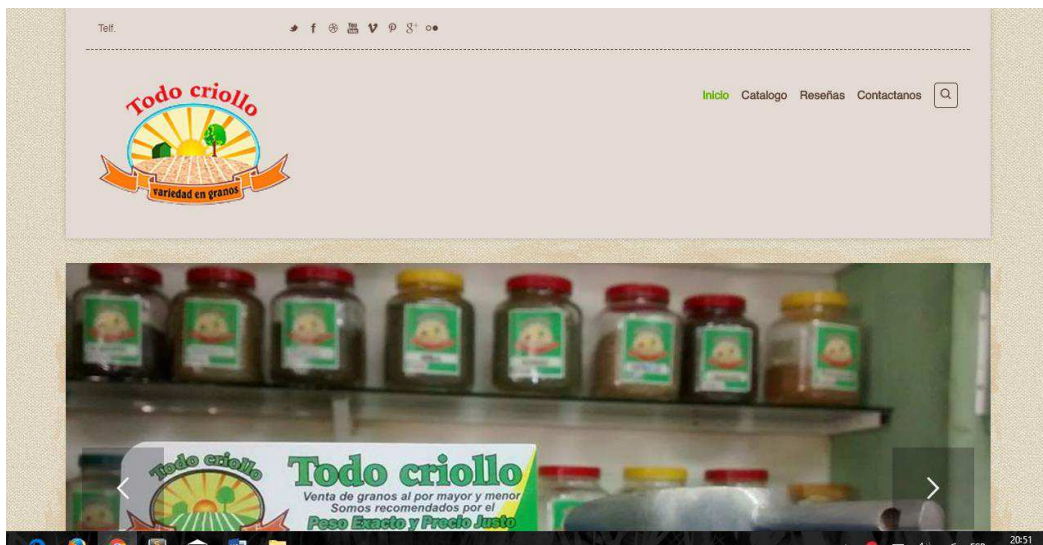 Telf.
Todo criollo
variedad en granos
Inicio Catalogo Reseñas Contactanos
Todo criollo
Todo criollo
Venta de granos al por mayor y menor
Somos recomendados por el
Peso Exacto y Precio Justo
20:51